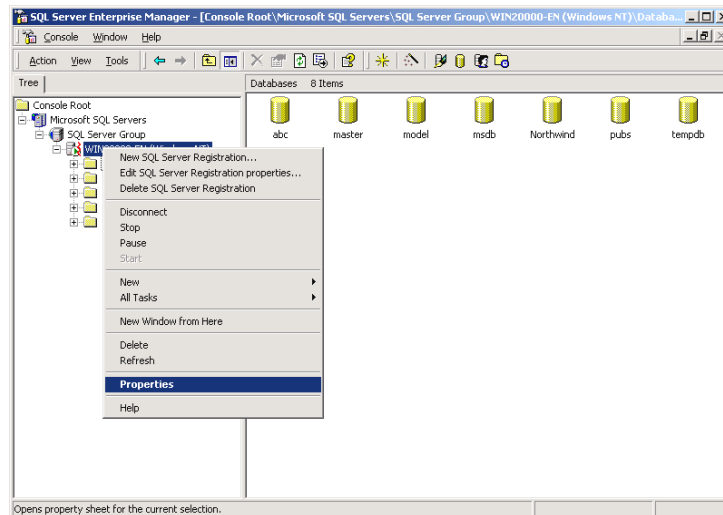 SQL Server Enterprise Manager - [Console Root\Microsoft SQL Servers\SQL Server Group\WIN20000-EN (Windows NT)\Databa...
Console Window Help
Action View Tools
Tree
Databases 8 Items
Console Root
Microsoft SQL Servers
SQL Server Group
WIN20000-EN (Windows NT)
abc master model msdb Northwind pubs tempdb
New SQL Server Registration...
Edit SQL Server Registration properties...
Delete SQL Server Registration
Disconnect
Stop
Pause
Start
New
All Tasks
New Window from Here
Delete
Refresh
Properties
Help
Opens property sheet for the current selection.